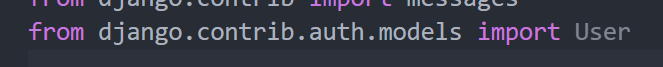 from django.contrib import messages
from django.contrib.auth.models import User